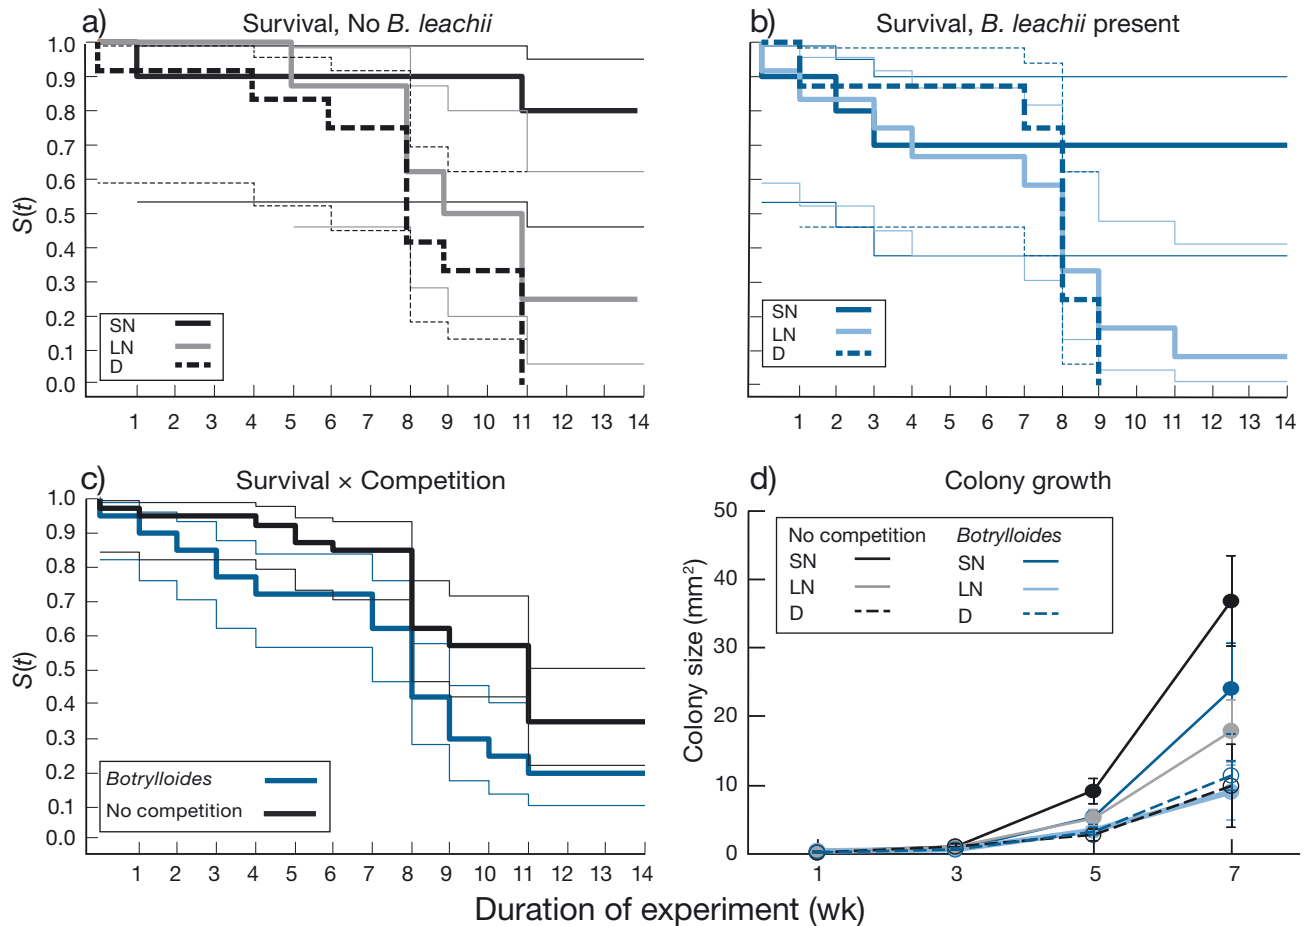 a) Survival, No B. leachii
S(t)
1.0
0.9
0.8
0.7
0.6
0.5
0.4
0.3
0.2
0.1
0.0
SN
LN
D
1 2 3 4 5 6 7 8 9 10 11 12 13 14
b) Survival, B. leachii present
SN
LN
D
1 2 3 4 5 6 7 8 9 10 11 12 13 14
c) Survival × Competition
S(t)
1.0
0.9
0.8
0.7
0.6
0.5
0.4
0.3
0.2
0.1
0.0
Botrylloides
No competition
1 2 3 4 5 6 7 8 9 10 11 12 13 14
d) Colony growth
Colony size (mm²)
50
40
30
20
10
0
No competition Botrylloides
SN SN
LN LN
D D
1 3 5 7
Duration of experiment (wk)